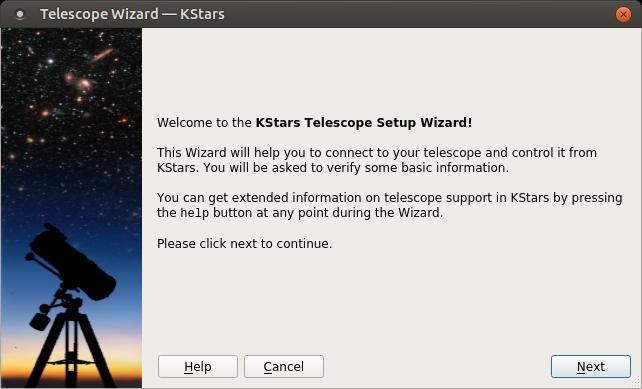 Telescope Wizard — KStars
Welcome to the KStars Telescope Setup Wizard!
This Wizard will help you to connect to your telescope and control it from
KStars. You will be asked to verify some basic information.
You can get extended information on telescope support in KStars by pressing
the help button at any point during the Wizard.
Please click next to continue.
Help
Cancel
Next